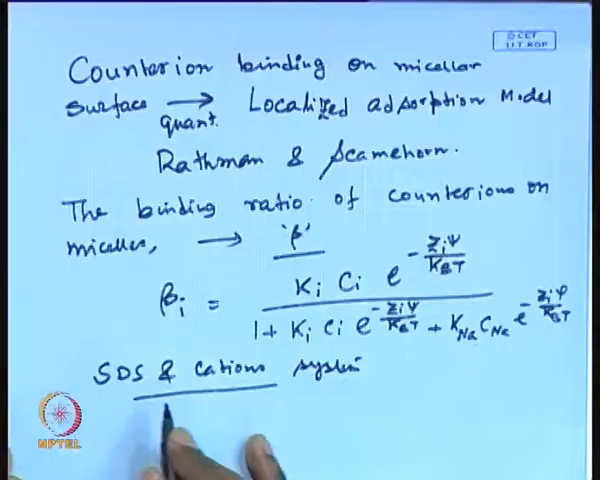 © CET
I.I.T. KGP
Counterion binding on micellar
surface → Localized adsorption Model
quant.
Rathman & Scamehorn.
The binding ratio of counterions on
micelles, → 'β'
βi = Ki Ci e^(-ZiΨ/KBT) / (1 + Ki Ci e^(-ZiΨ/KBT) + KNa CNa e^(-ZiΨ/KBT))
SDS & cations system
NPTEL